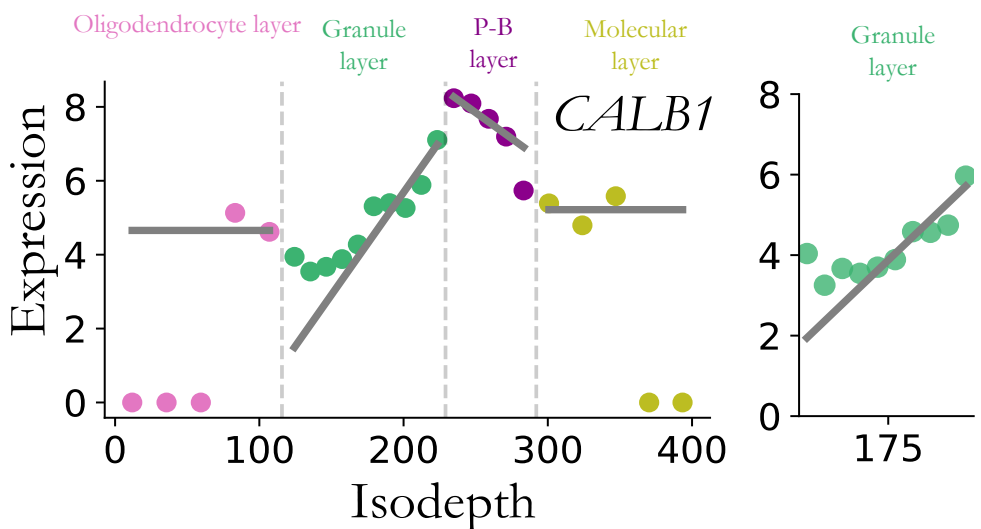 Oligodendrocyte layer
Granule
layer
P-B
layer
Molecular
layer
Granule
layer
CALB1
Expression
8
6
4
2
0
0 100 200 300 400
Isodepth
8
6
4
2
0
175